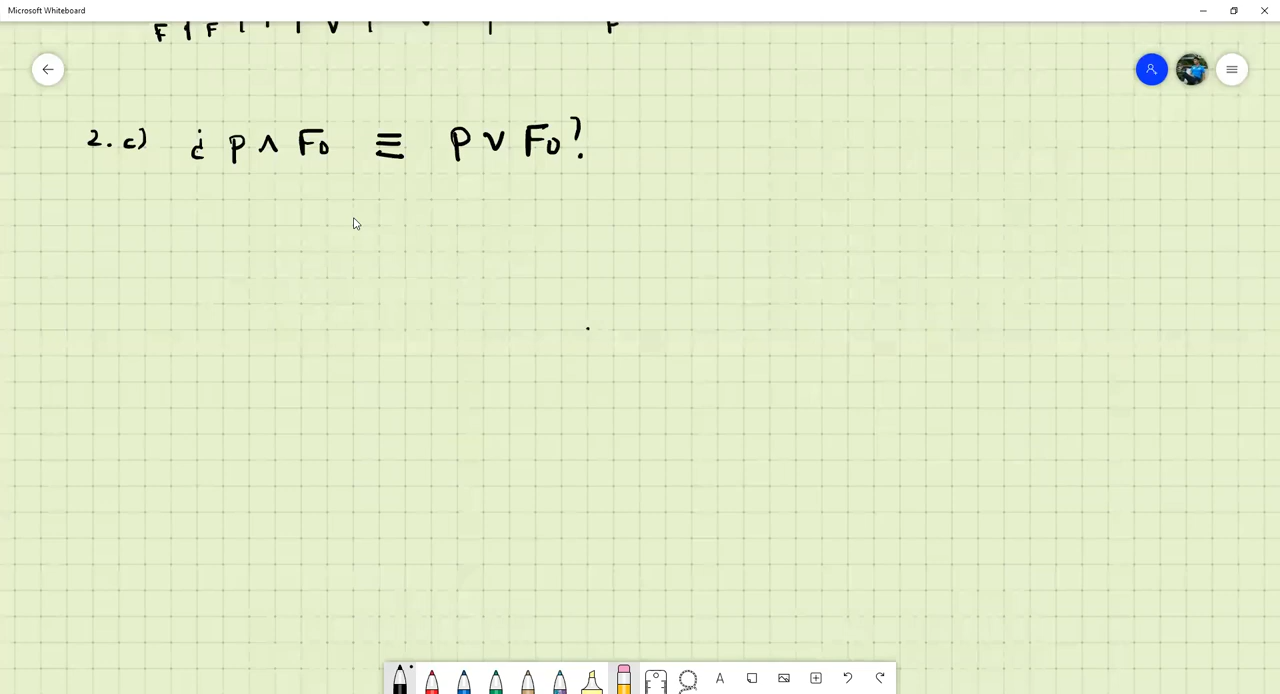 Microsoft Whiteboard
2. c) ¿ p ∧ F₀ ≡ p ∨ F₀?